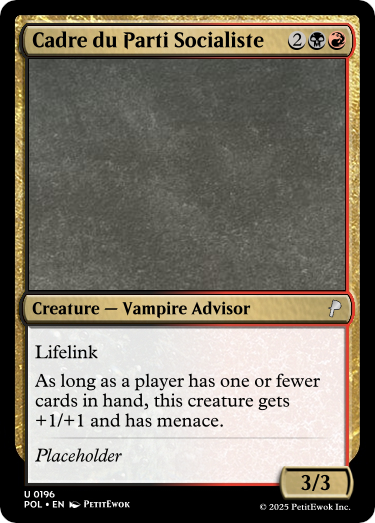 Cadre du Parti Socialiste 2
Creature — Vampire Advisor
Lifelink
As long as a player has one or fewer
cards in hand, this creature gets
+1/+1 and has menace.
Placeholder
3/3
U 0196
POL • EN PetitEwok
© 2025 PetitEwok Inc.